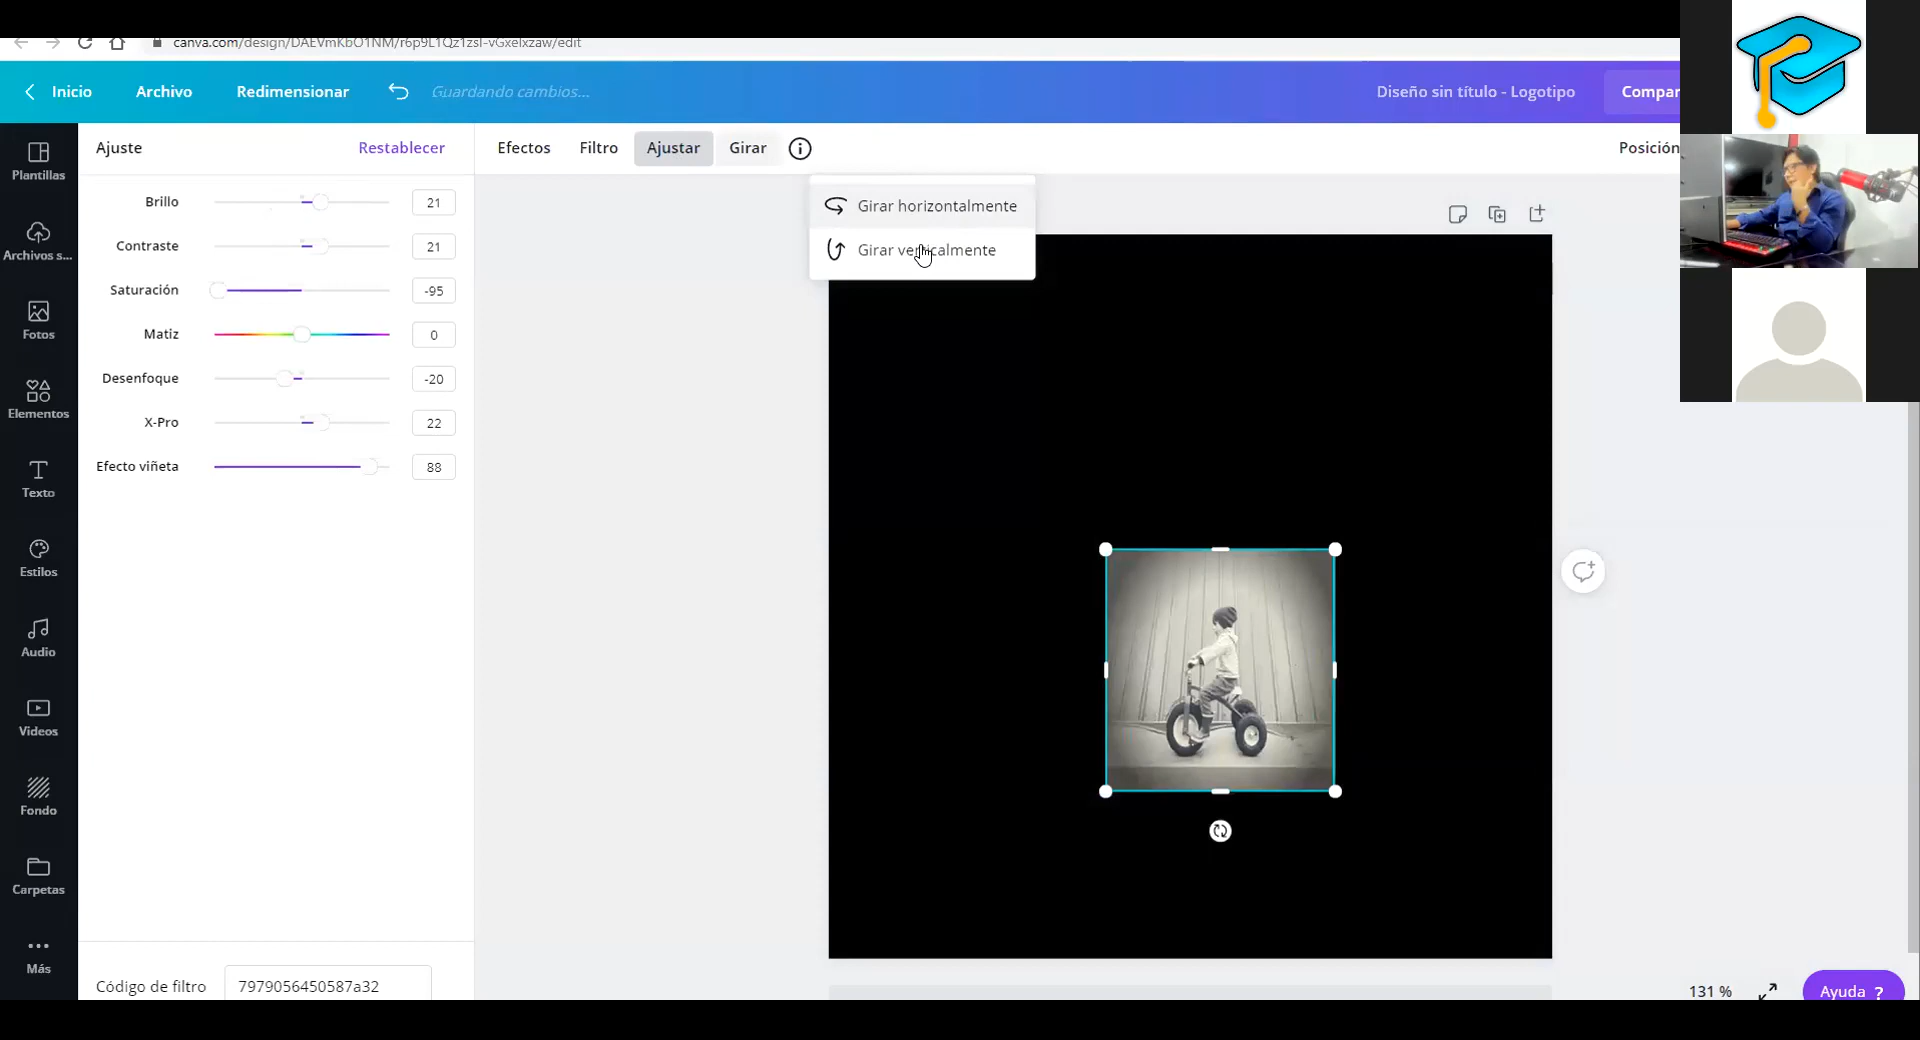 canva.com/design/DAEVmKbO1NM/r6p9L1Qz1zsI-vGxelxzaw/edit
Inicio
Archivo
Redimensionar
Guardando cambios...
Diseño sin título - Logotipo
Compar
Plantillas
Archivos s...
Fotos
Elementos
Texto
Estilos
Audio
Videos
Fondo
Carpetas
Más
Ajuste
Restablecer
Brillo
21
Contraste
21
Saturación
-95
Matiz
0
Desenfoque
-20
X-Pro
22
Efecto viñeta
88
Código de filtro
7979056450587a32
Efectos
Filtro
Ajustar
Girar
Posición
Girar horizontalmente
Girar verticalmente
131 %
Ayuda ?